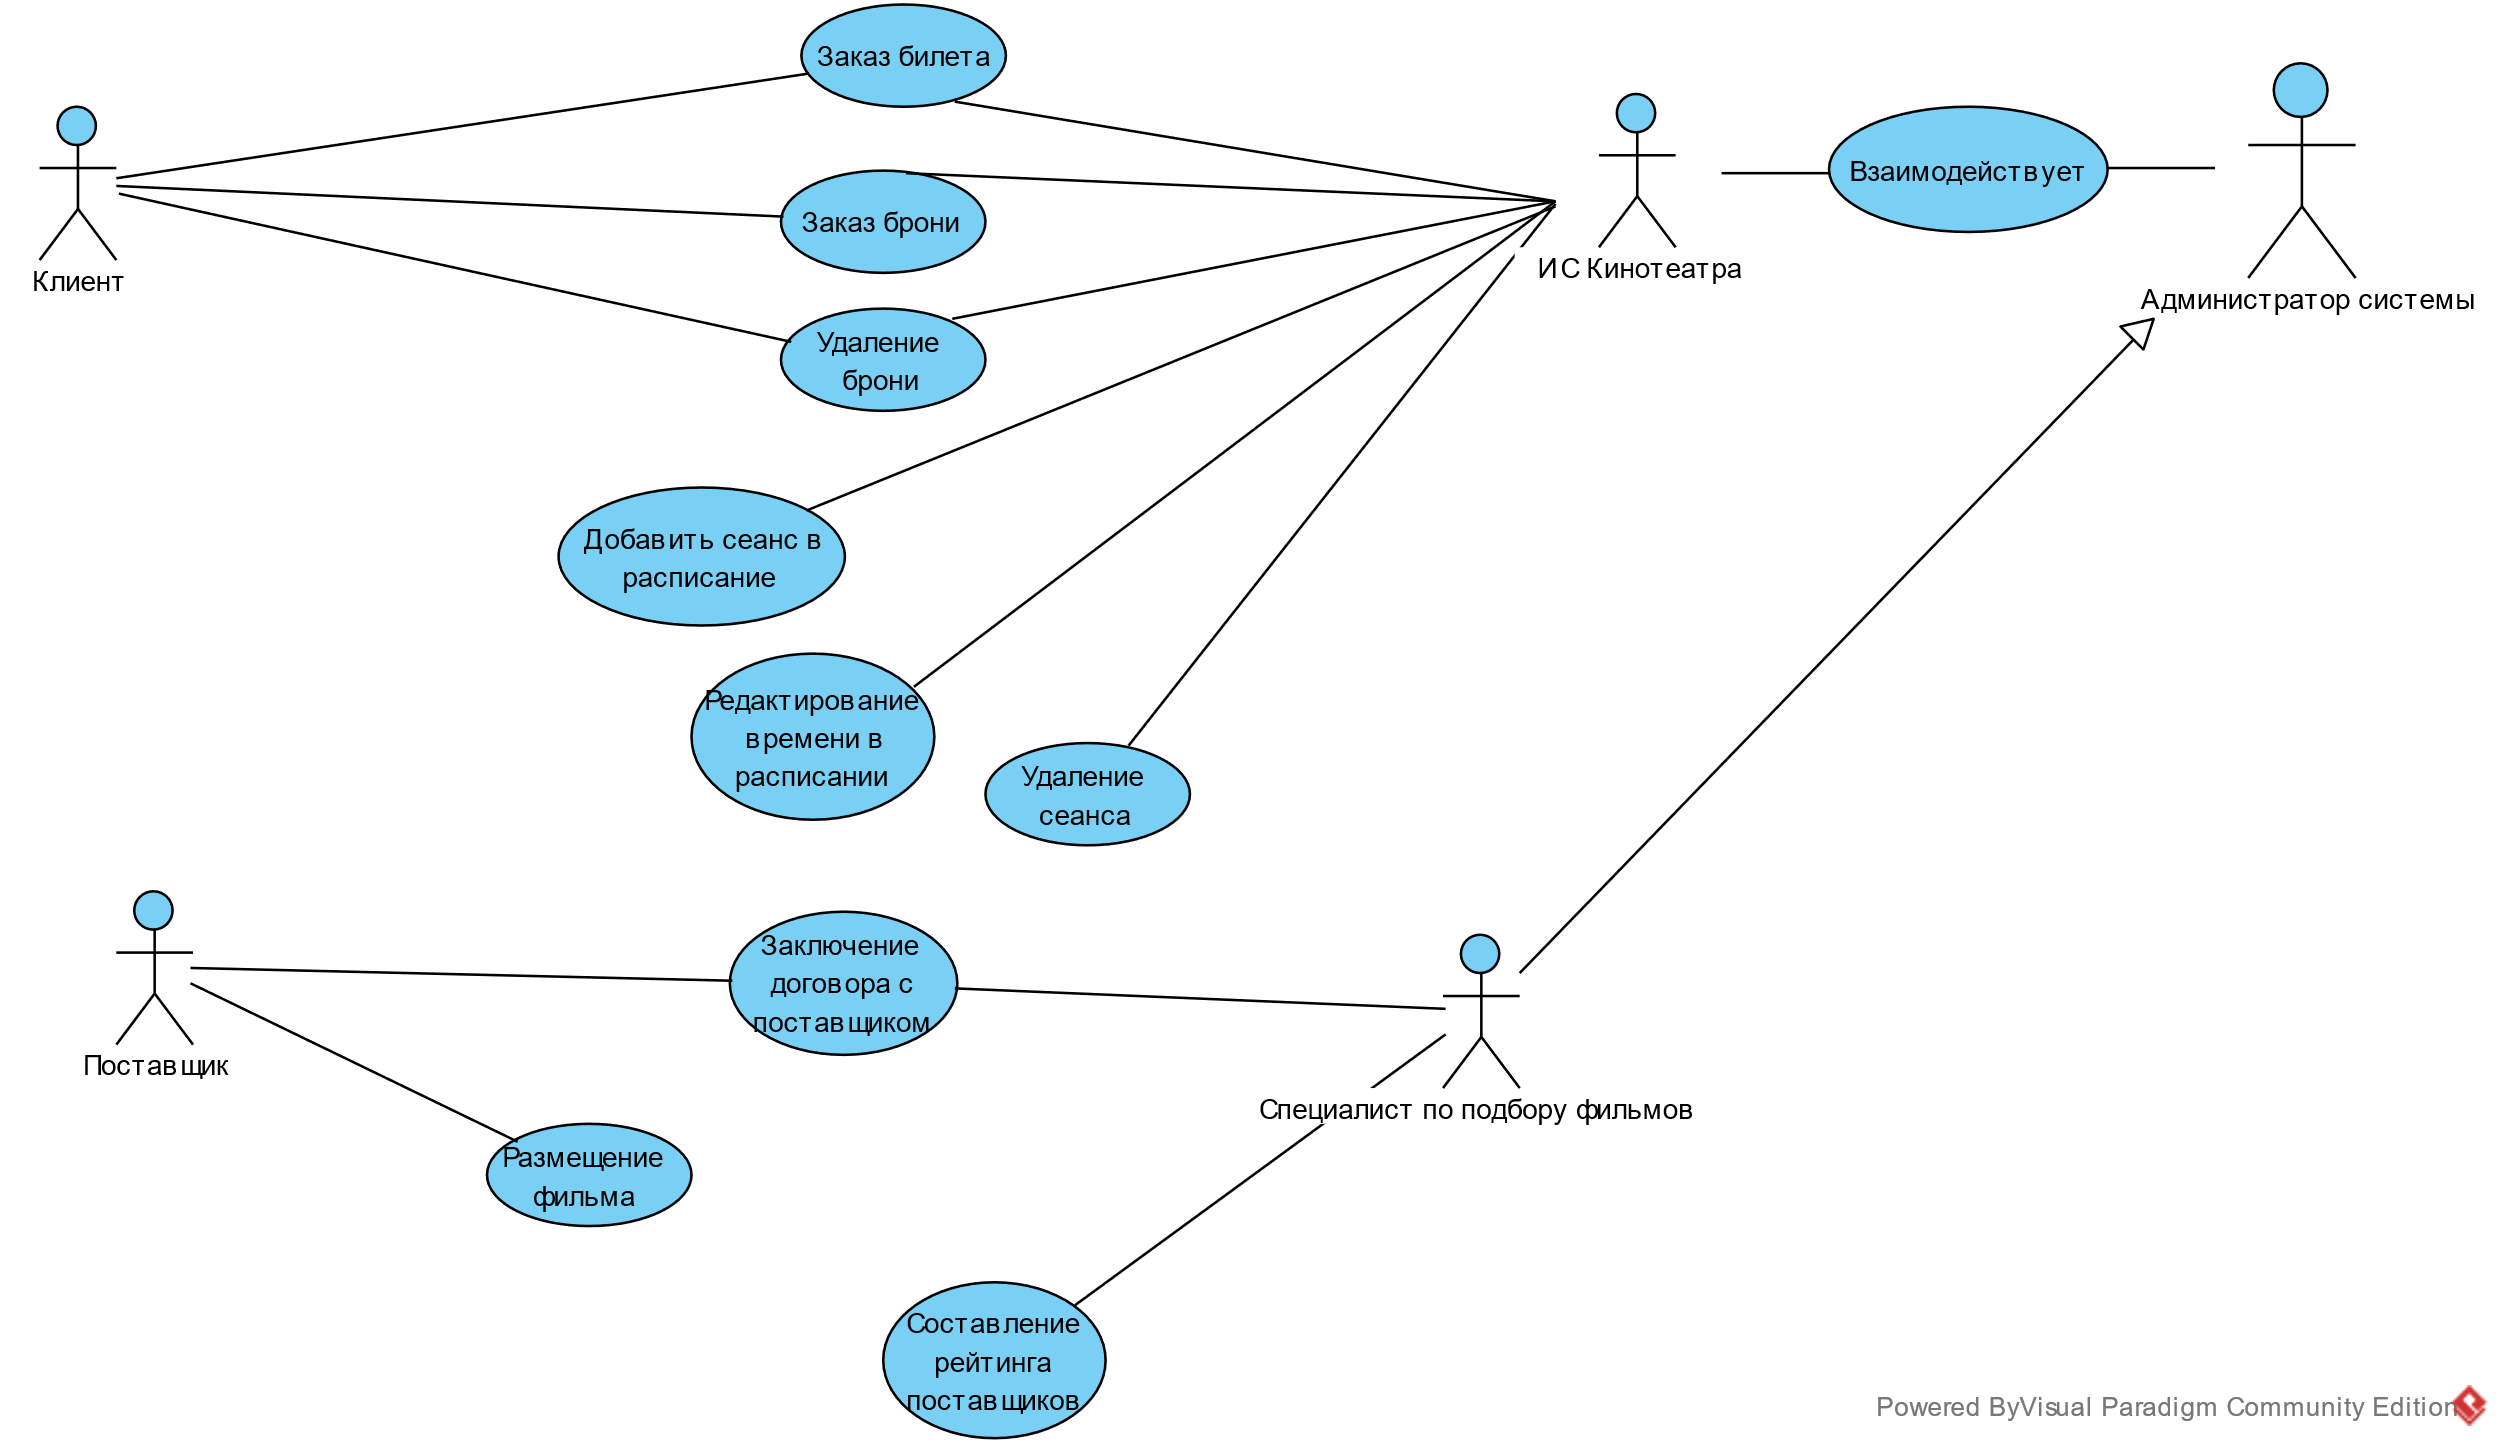 Заказ билета
Клиент
Заказ брони
Удаление
брони
ИС Кинотеатра
Взаимодействует
Администратор системы
Добавить сеанс в
расписание
Редактирование
времени в
расписании
Удаление
сеанса
Поставщик
Заключение
договора с
поставщиком
Специалист по подбору фильмов
Размещение
фильма
Составление
рейтинга
поставщиков
Powered ByVisual Paradigm Community Edition